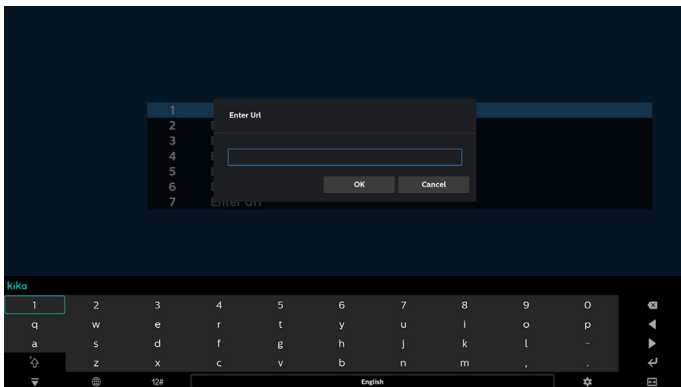 1
Enter Url
2
3
4
5
OK Cancel
6
7 Enter Url
kika
1 2 3 4 5 6 7 8 9 0
q w e r t y u i o p
a s d f g h j k l -
z x c v b n m , .
12# English